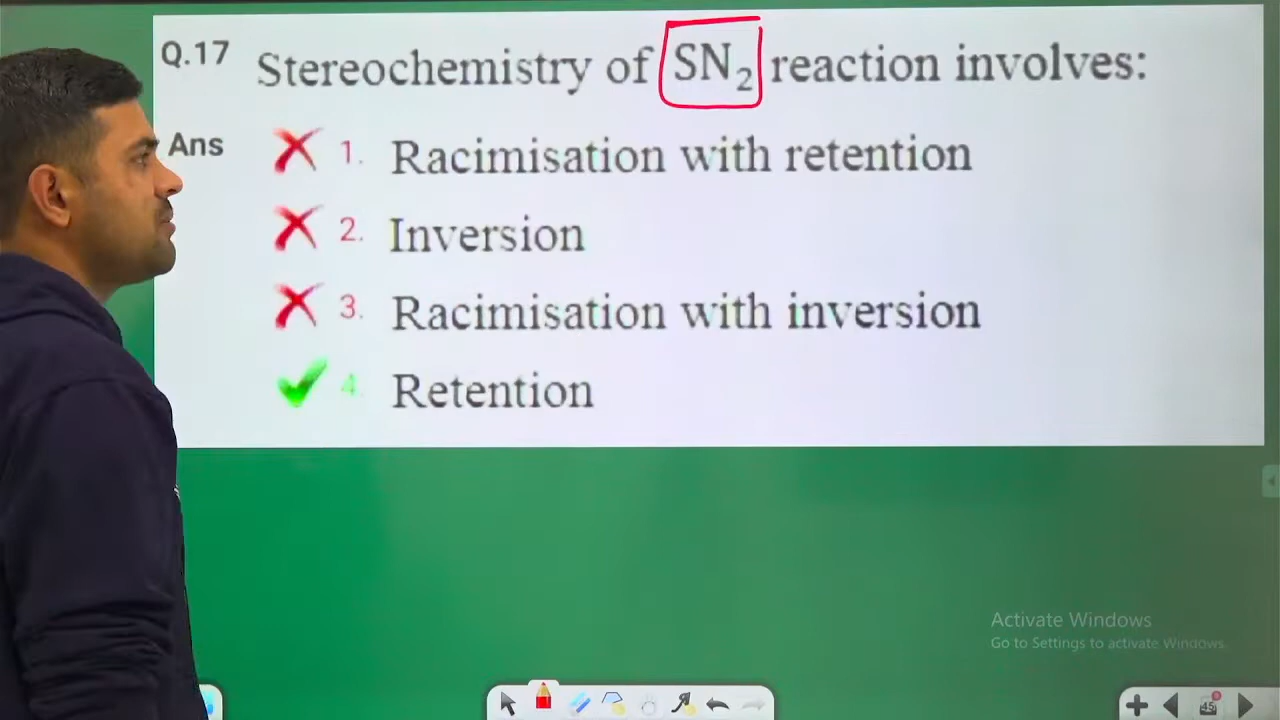 Q.17 Stereochemistry of SN₂ reaction involves:
Ans 1. Racimisation with retention
2. Inversion
3. Racimisation with inversion
4. Retention
Activate Windows
Go to Settings to activate Windows.
45